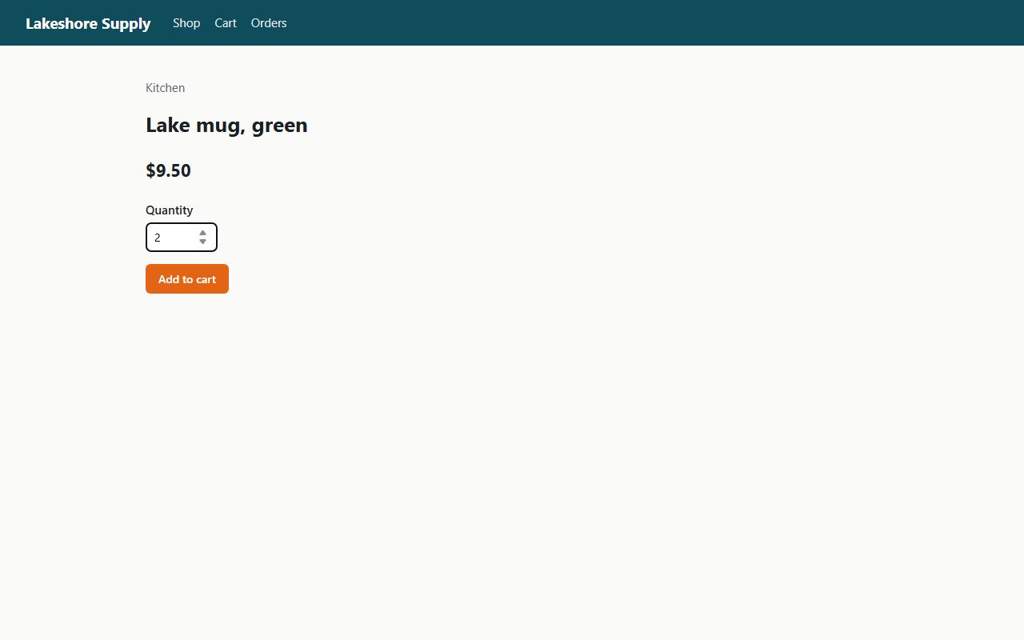 Lakeshore Supply Shop Cart Orders
Kitchen
Lake mug, green
$9.50
Quantity
2
Add to cart